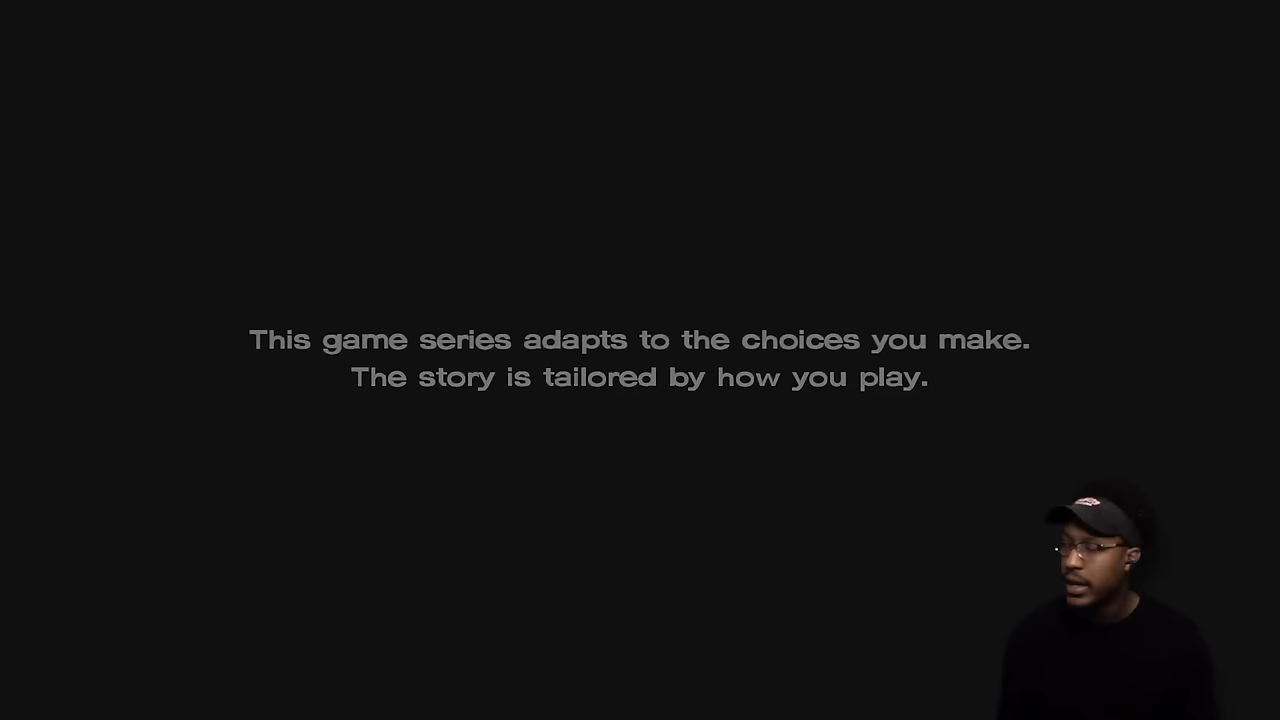 This game series adapts to the choices you make.
The story is tailored by how you play.